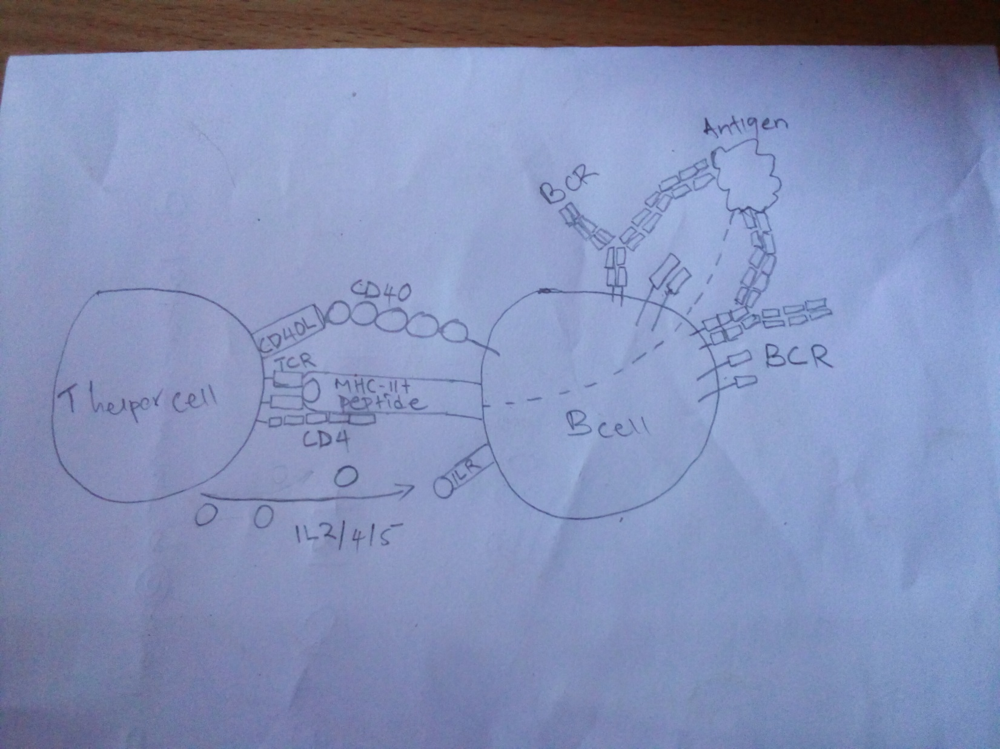 Antigen
BCR
CD40
CD40L
TCR
MHC-II+
peptide
T helper cell
CD4
B cell
BCR
ILR
IL2/4/5